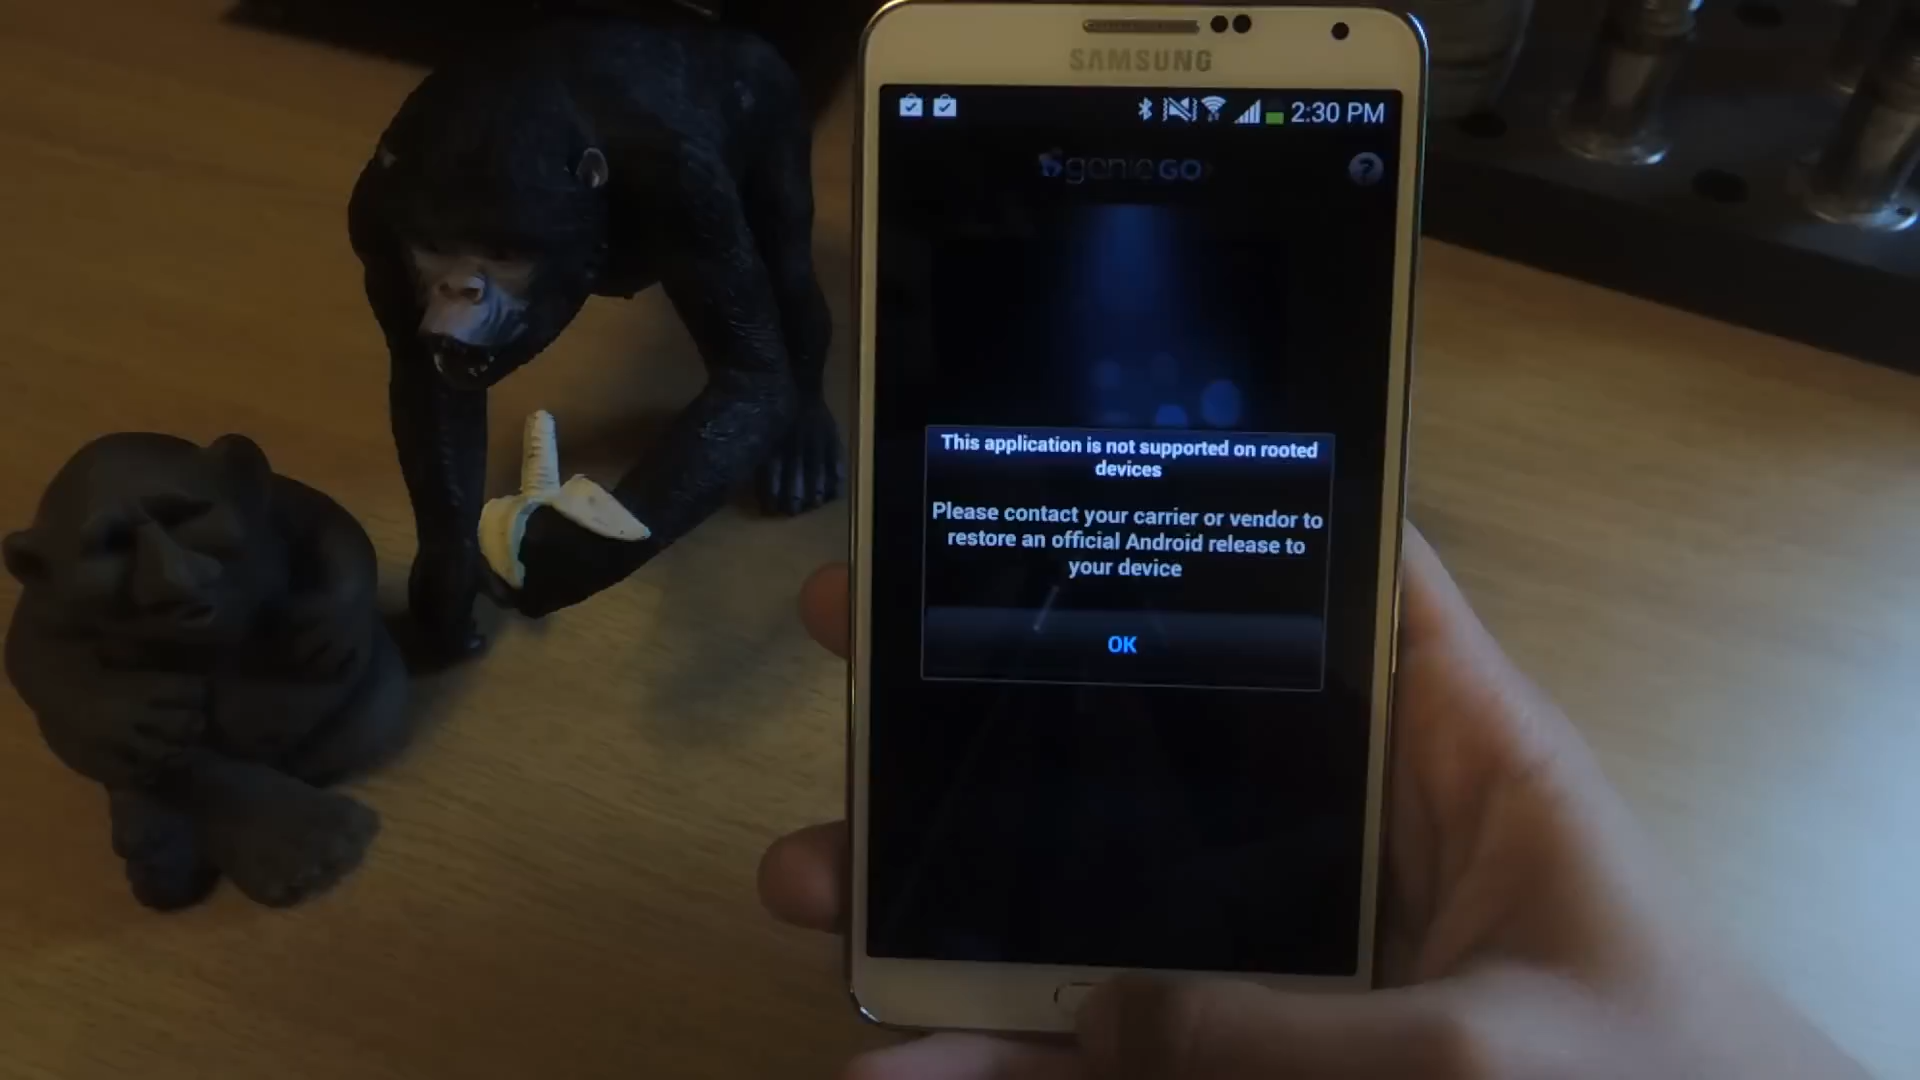 SAMSUNG
2:30 PM
genieGO
?
This application is not supported on rooted
devices
Please contact your carrier or vendor to
restore an official Android release to
your device
OK